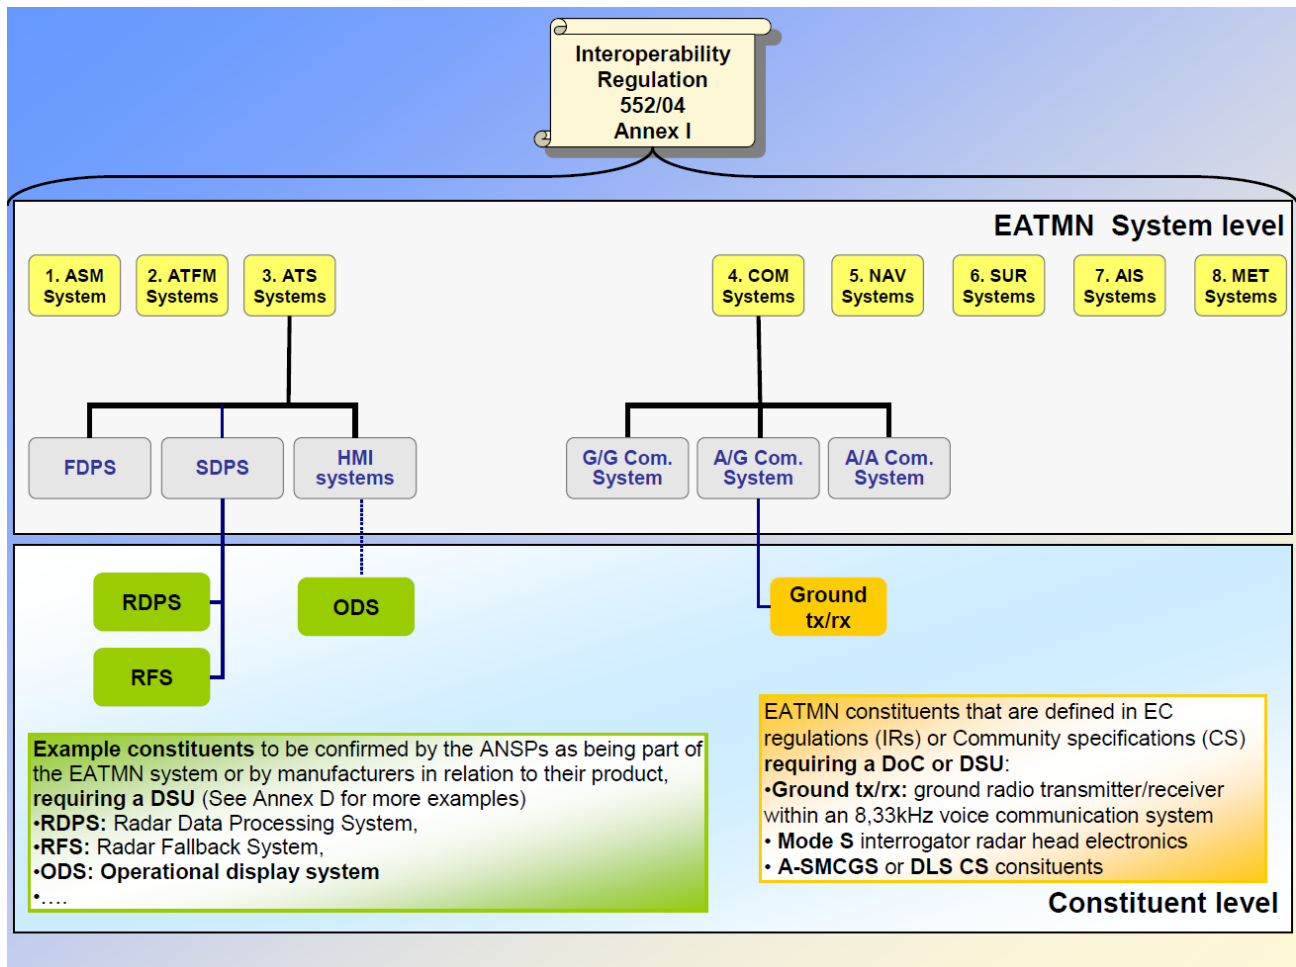 Interoperability
Regulation
552/04
Annex I
EATMN  System level
1. ASM
System
2. ATFM
Systems
3. ATS
Systems
4. COM
Systems
5. NAV
Systems
6. SUR
Systems
7. AIS
Systems
8. MET
Systems
FDPS
SDPS
HMI
systems
G/G Com.
System
A/G Com.
System
A/A Com.
System
RDPS
ODS
Ground
tx/rx
RFS
Example constituents to be confirmed by the ANSPs as being part of
the EATMN system or by manufacturers in relation to their product,
requiring a DSU (See Annex D for more examples)
•RDPS: Radar Data Processing System,
•RFS: Radar Fallback System,
•ODS: Operational display system
•....
EATMN constituents that are defined in EC
regulations (IRs) or Community specifications (CS)
requiring a DoC or DSU:
•Ground tx/rx: ground radio transmitter/receiver
within an 8,33kHz voice communication system
• Mode S interrogator radar head electronics
• A-SMCGS or DLS CS consituents
Constituent level